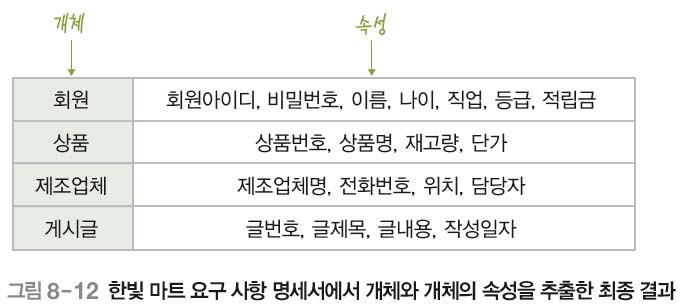 개체 속성
회원 회원아이디, 비밀번호, 이름, 나이, 직업, 등급, 적립금
상품 상품번호, 상품명, 재고량, 단가
제조업체 제조업체명, 전화번호, 위치, 담당자
게시글 글번호, 글제목, 글내용, 작성일자
그림 8-12 한빛 마트 요구 사항 명세서에서 개체와 개체의 속성을 추출한 최종 결과